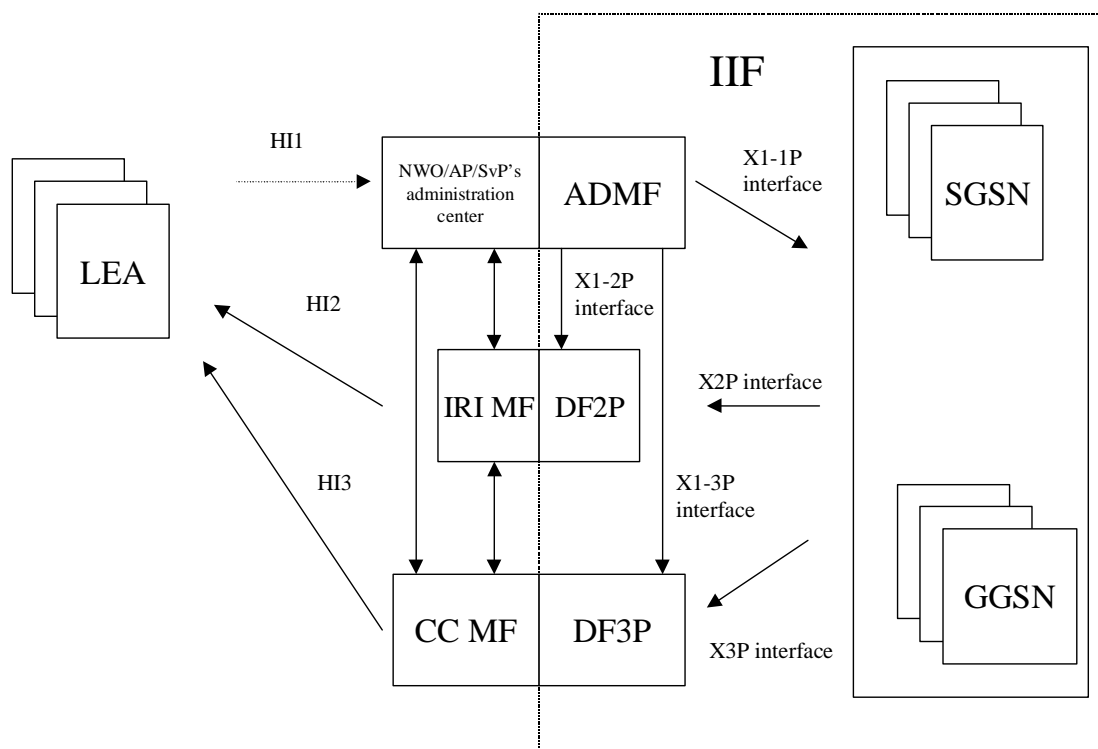 IIF
HI1
NWO/AP/SvP's
administration
center
ADMF
X1-1P
interface
SGSN
LEA
HI2
X1-2P
interface
IRI MF
DF2P
X2P interface
HI3
X1-3P
interface
CC MF
DF3P
X3P interface
GGSN